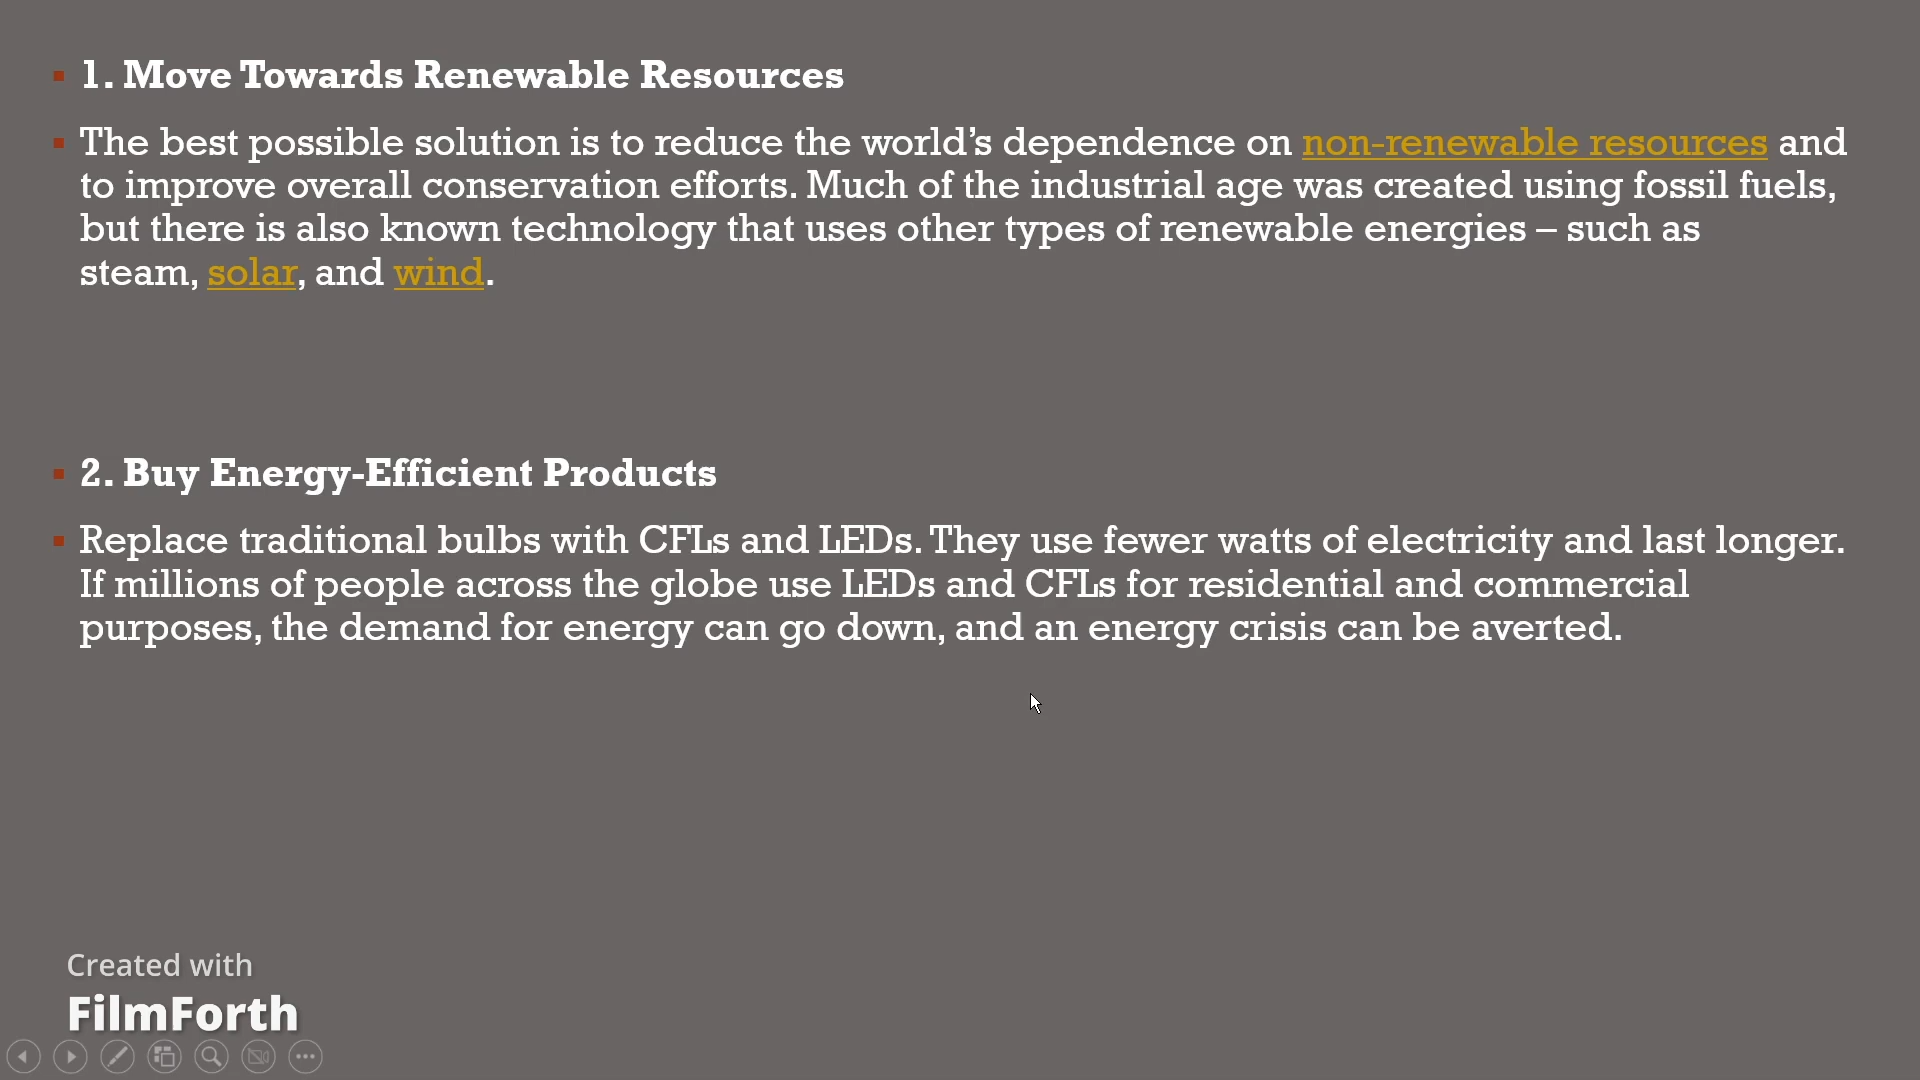 1. Move Towards Renewable Resources
The best possible solution is to reduce the world’s dependence on non-renewable resources and
to improve overall conservation efforts. Much of the industrial age was created using fossil fuels,
but there is also known technology that uses other types of renewable energies – such as
steam, solar, and wind.
2. Buy Energy-Efficient Products
Replace traditional bulbs with CFLs and LEDs. They use fewer watts of electricity and last longer.
If millions of people across the globe use LEDs and CFLs for residential and commercial
purposes, the demand for energy can go down, and an energy crisis can be averted.
Created with
FilmForth